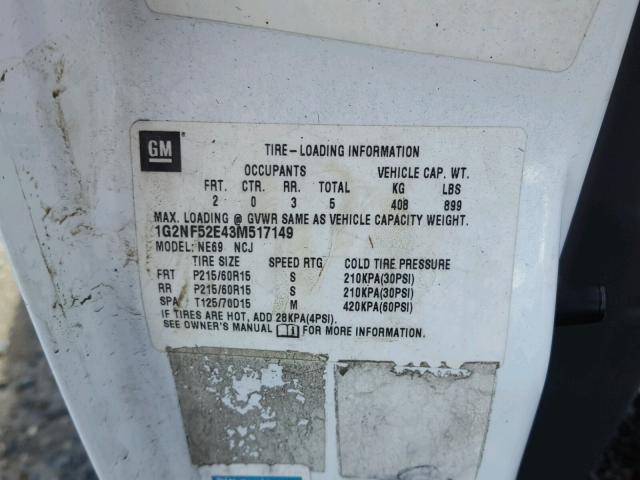 GM
TIRE-LOADING INFORMATION
OCCUPANTS VEHICLE CAP. WT.
FRT. CTR. RR. TOTAL KG LBS
2 0 3 5 408 899
MAX. LOADING @ GVWR SAME AS VEHICLE CAPACITY WEIGHT.
1G2NF52E43M517149
MODEL: NE69 NCJ
TIRE SIZE SPEED RTG COLD TIRE PRESSURE
FRT P215/60R15 S 210KPA(30PSI)
RR P215/60R15 S 210KPA(30PSI)
SPA T125/70D15 M 420KPA(60PSI)
IF TIRES ARE HOT, ADD 28KPA(4PSI).
SEE OWNER'S MANUAL FOR MORE INFORMATION.